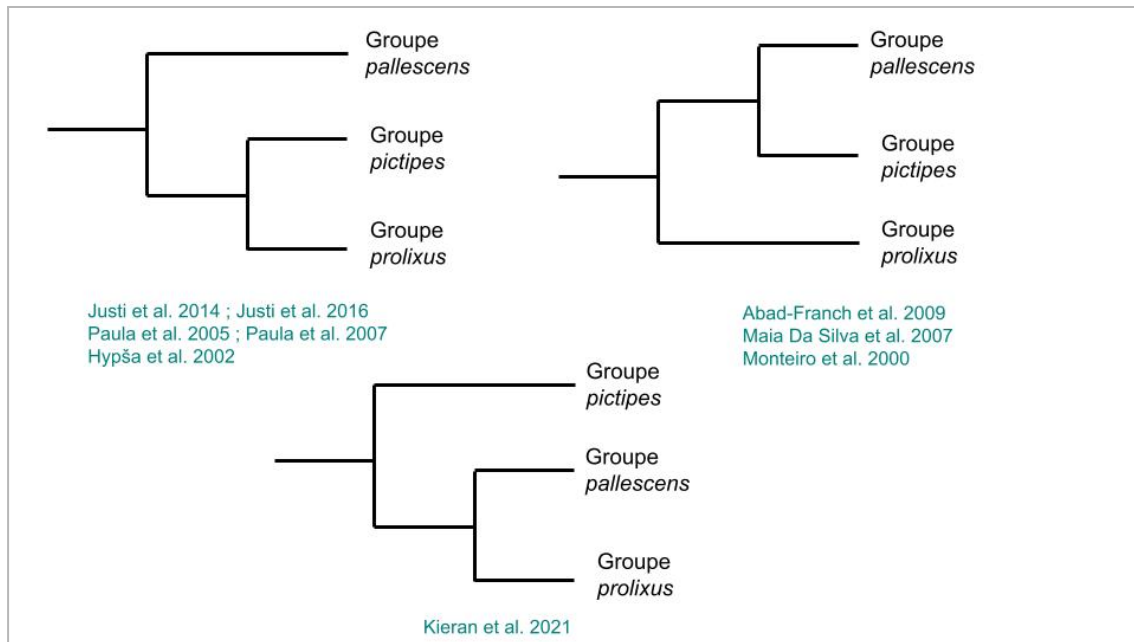 Groupe
pallescens
Groupe
pictipes
Groupe
prolixus
Justi et al. 2014 ; Justi et al. 2016
Paula et al. 2005 ; Paula et al. 2007
Hypša et al. 2002
Groupe
pallescens
Groupe
pictipes
Groupe
prolixus
Abad-Franch et al. 2009
Maia Da Silva et al. 2007
Monteiro et al. 2000
Groupe
pictipes
Groupe
pallescens
Groupe
prolixus
Kieran et al. 2021